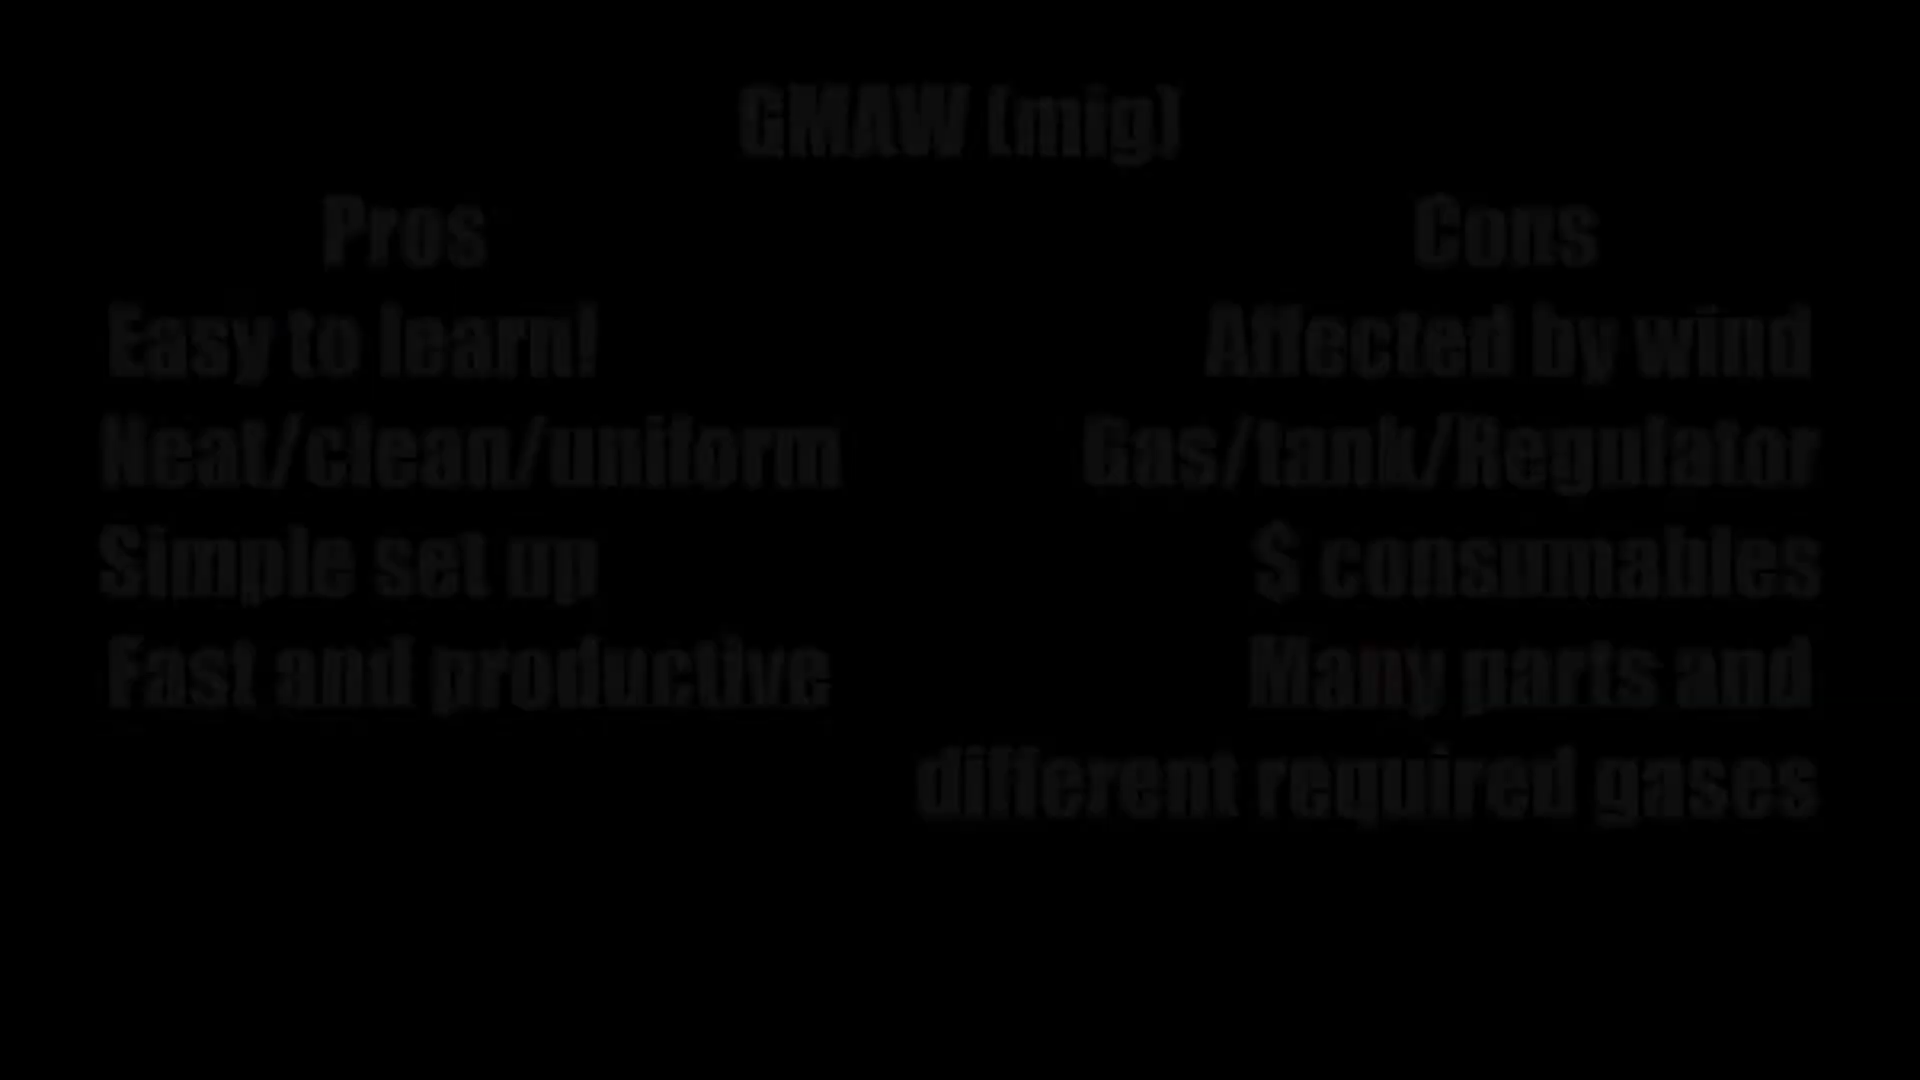 GMAW (mig)
Pros
Cons
Easy to learn!
Affected by wind
Neat/clean/uniform
Gas/tank/Regulator
Simple set up
$ consumables
Fast and productive
Many parts and
different required gases